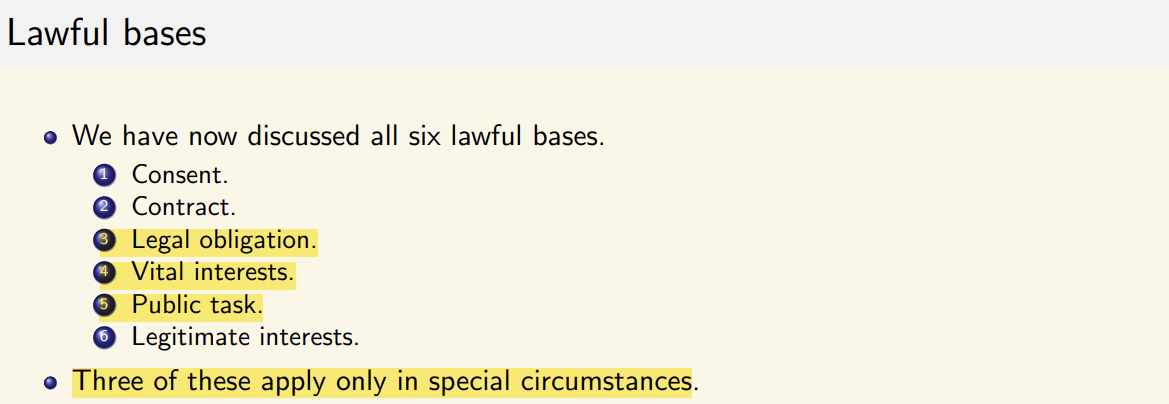 Lawful bases
We have now discussed all six lawful bases.
1 Consent.
2 Contract.
3 Legal obligation.
4 Vital interests.
5 Public task.
6 Legitimate interests.
Three of these apply only in special circumstances.